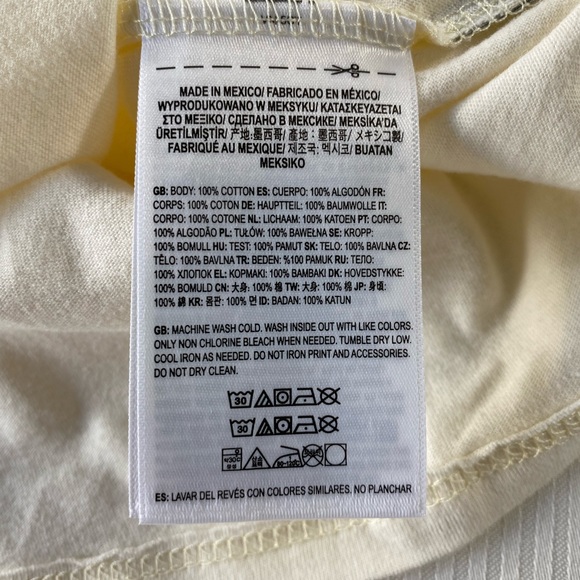 MADE IN MEXICO/ FABRICADO EN MÉXICO/
WYPRODUKOWANO W MEKSYKU/ ΚΑΤΑΣΚΕΥΑΖΕΤΑΙ
ΣΤΟ ΜΕΞΙΚΟ/ СДЕЛАНО В МЕКСИКЕ/ MEKSİKA'DA
ÜRETİLMİŞTİR/ 产地: 墨西哥/ 產地: 墨西哥/ メキシコ製/
FABRIQUÉ AU MEXIQUE/ 제조국: 멕시코/ BUATAN
MEKSIKO
GB: BODY: 100% COTTON ES: CUERPO: 100% ALGODÓN FR:
CORPS: 100% COTON DE: HAUPTTEIL: 100% BAUMWOLLE IT:
CORPO: 100% COTONE NL: LICHAAM: 100% KATOEN PT: CORPO:
100% ALGODÃO PL: TUŁÓW: 100% BAWEŁNA SE: KROPP:
100% BOMULL HU: TEST: 100% PAMUT SK: TELO: 100% BAVLNA CZ:
TĚLO: 100% BAVLNA TR: BEDEN: %100 PAMUK RU: ТЕЛО:
100% ХЛОПОК EL: ΚΟΡΜΑΚΙ: 100% ΒΑΜΒΑΚΙ DK: HOVEDSTYKKE:
100% BOMULD CN: 大身: 100% 棉 TW: 大身: 100% 棉 JP: 身頃:
100% 綿 KR: 몸판: 100% 면 ID: BADAN: 100% KATUN
GB: MACHINE WASH COLD. WASH INSIDE OUT WITH LIKE COLORS.
ONLY NON CHLORINE BLEACH WHEN NEEDED. TUMBLE DRY LOW.
COOL IRON AS NEEDED. DO NOT IRON PRINT AND ACCESSORIES.
DO NOT DRY CLEAN.
30
30
ES: LAVAR DEL REVÉS CON COLORES SIMILARES. NO PLANCHAR